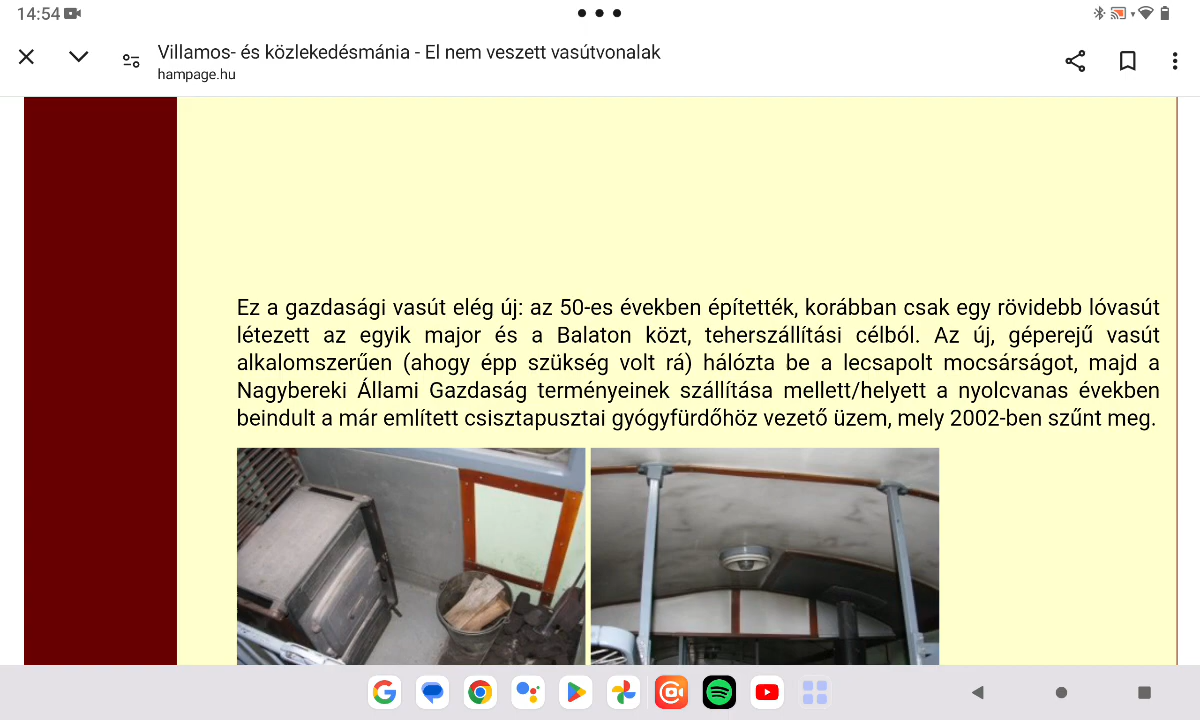 14:54
Villamos- és közlekedésmánia - El nem veszett vasútvonalak
hampage.hu
Ez a gazdasági vasút elég új: az 50-es években építették, korábban csak egy rövidebb lóvasút
létezett az egyik major és a Balaton közt, teherszállítási célból. Az új, géperejű vasút
alkalomszerűen (ahogy épp szükség volt rá) hálózta be a lecsapolt mocsárságot, majd a
Nagybereki Állami Gazdaság terményeinek szállítása mellett/helyett a nyolcvanas években
beindult a már említett csisztapusztai gyógyfürdőhöz vezető üzem, mely 2002-ben szűnt meg.